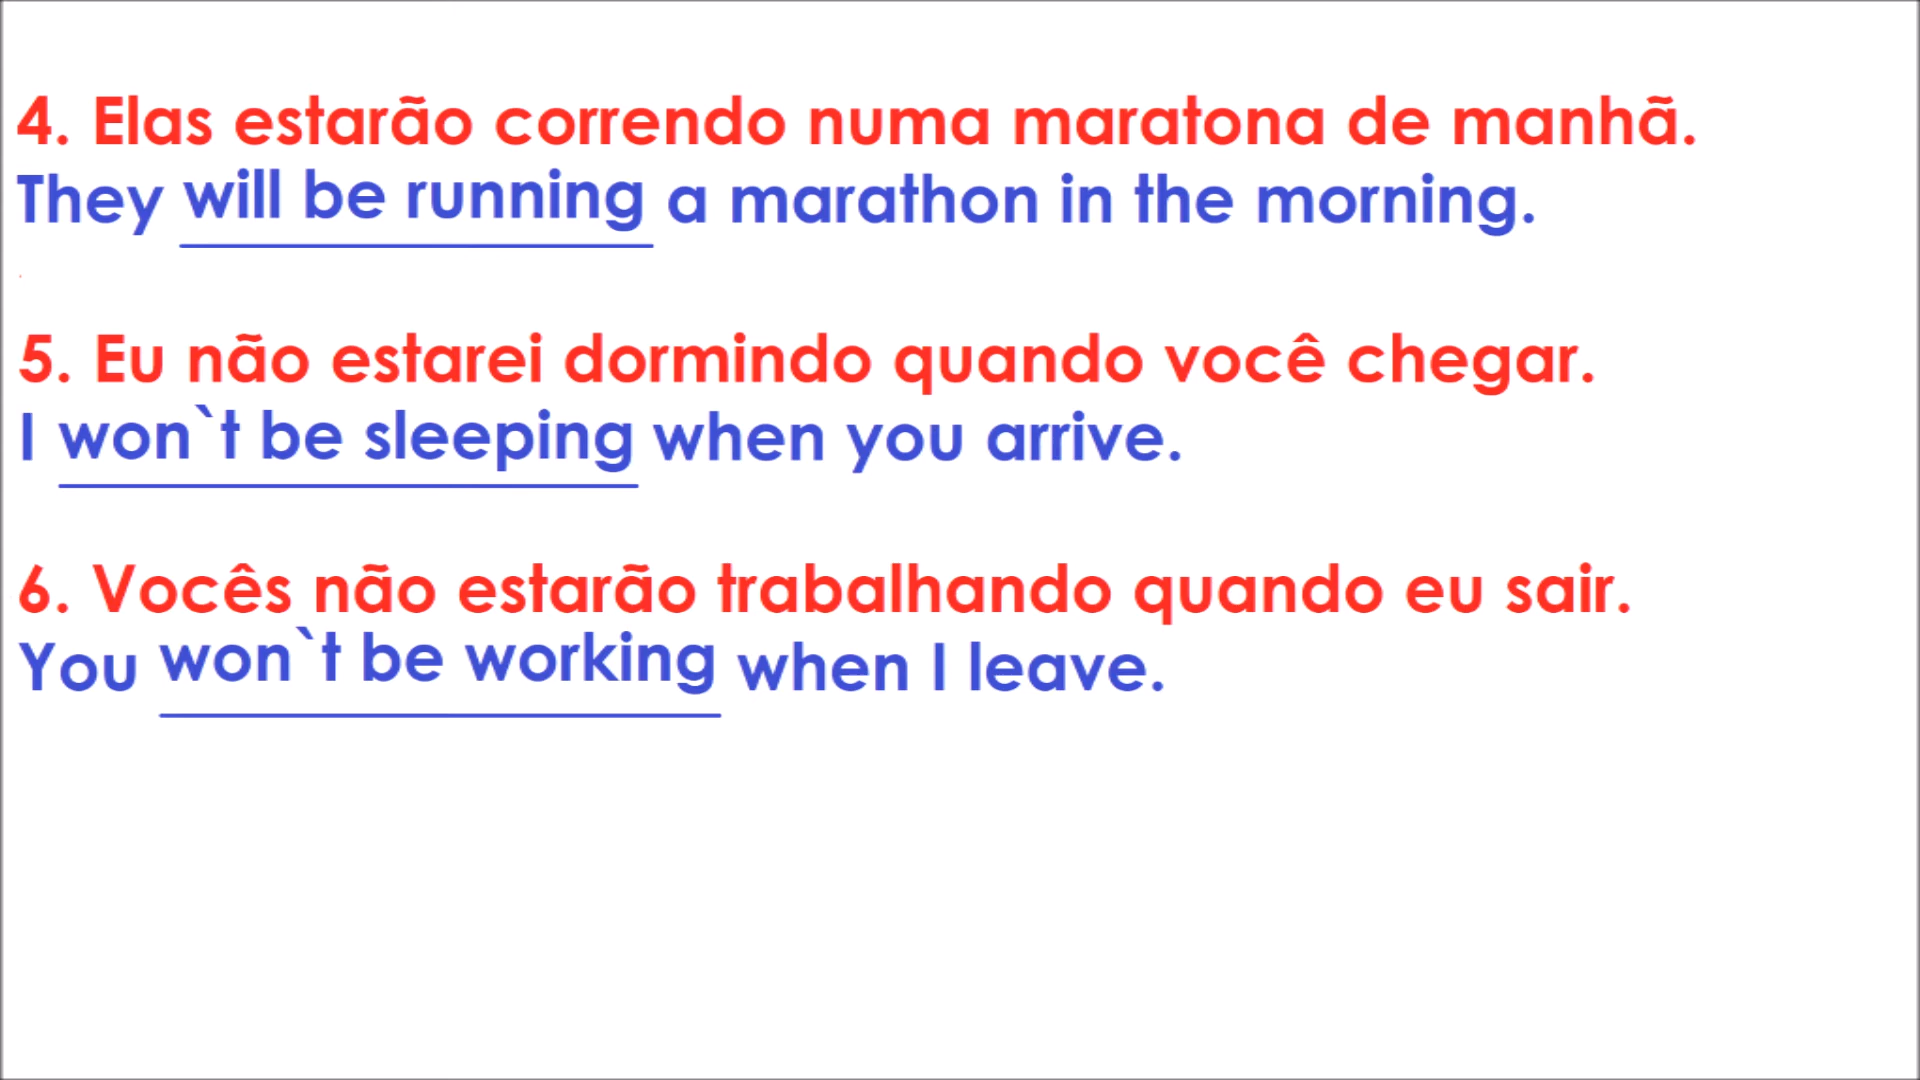 4. Elas estarão correndo numa maratona de manhã.
They will be running a marathon in the morning.
5. Eu não estarei dormindo quando você chegar.
I won`t be sleeping when you arrive.
6. Vocês não estarão trabalhando quando eu sair.
You won`t be working when I leave.